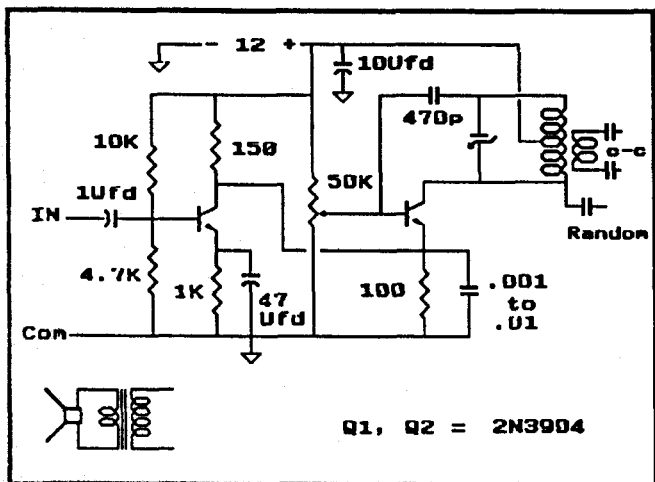 - 12 +
10Ufd
470p
10K
150
50K
c-c
1Ufd
IN
Random
4.7K
1K
47
Ufd
100
.001
to
.01
Com
Q1, Q2 = 2N3904